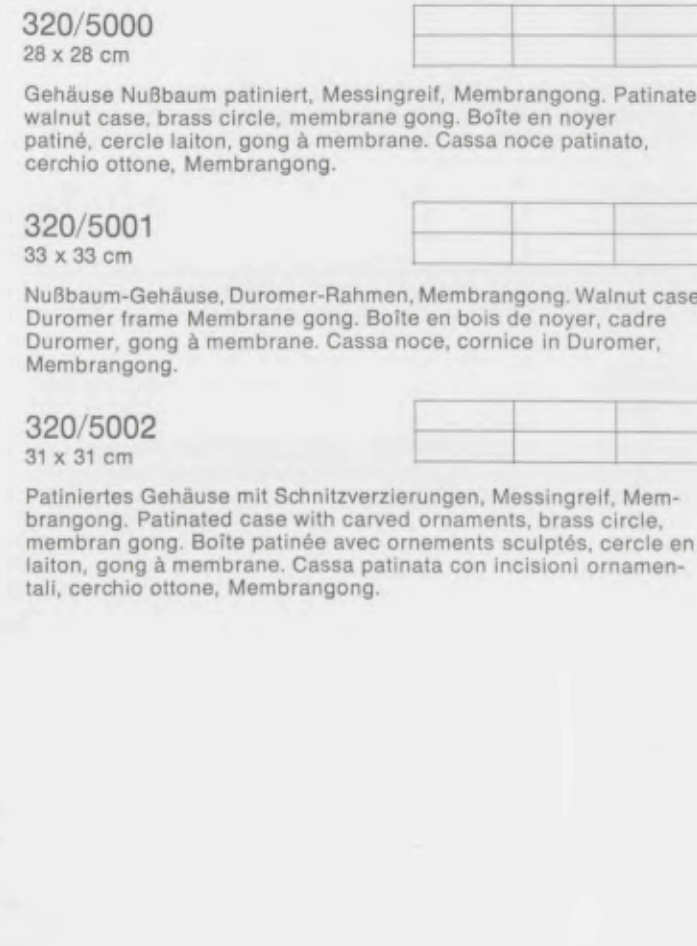 320/5000
28 x 28 cm
Gehäuse Nußbaum patiniert, Messingreif, Membrangong. Patinate
walnut case, brass circle, membrane gong. Boîte en noyer
patiné, cercle laiton, gong à membrane. Cassa noce patinato,
cerchio ottone, Membrangong.
320/5001
33 x 33 cm
Nußbaum-Gehäuse, Duromer-Rahmen, Membrangong. Walnut case
Duromer frame Membrane gong. Boîte en bois de noyer, cadre
Duromer, gong à membrane. Cassa noce, cornice in Duromer,
Membrangong.
320/5002
31 x 31 cm
Patiniertes Gehäuse mit Schnitzverzierungen, Messingreif, Mem-
brangong. Patinated case with carved ornaments, brass circle,
membran gong. Boîte patinée avec ornements sculptés, cercle en
laiton, gong à membrane. Cassa patinata con incisioni ornamen-
tali, cerchio ottone, Membrangong.